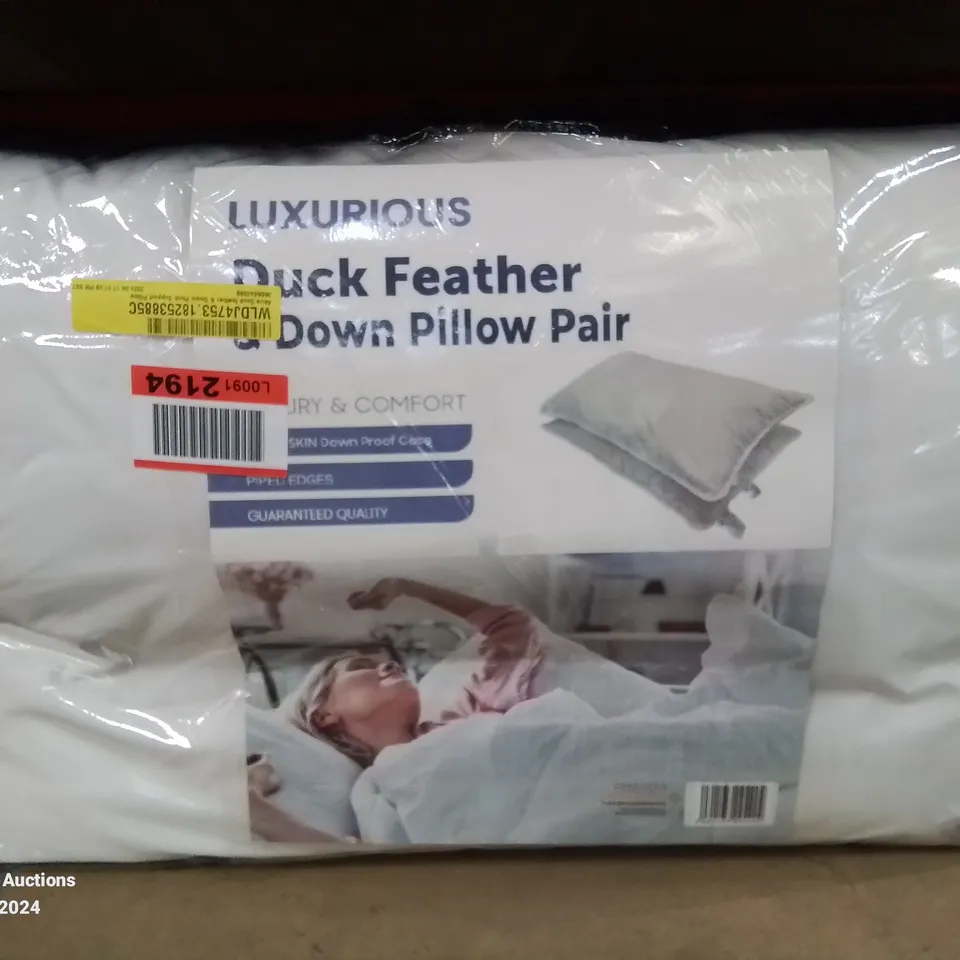 LUXURIOUS
Duck Feather
& Down Pillow Pair
WLDJ4753.18253885C
L0091 2194
URY & COMFORT
SKIN Down Proof Case
PIPED EDGES
GUARANTEED QUALITY
Auctions
2024